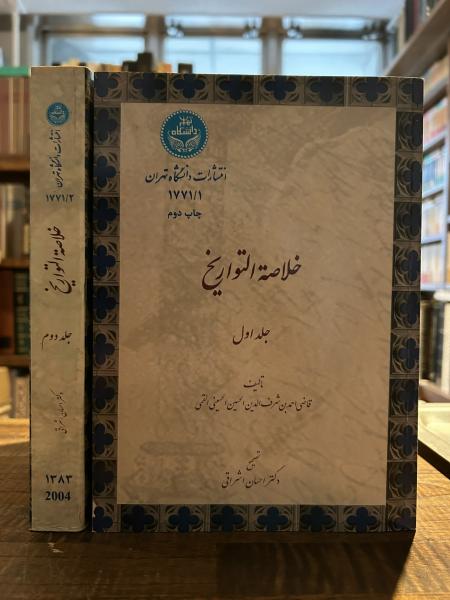 انتشارات دانشگاه تهران
۱۷۷۱/۲
خلاصة التواریخ
جلد دوم
دکتر احسان اشراقی
۱۳۸۳
2004
دانشگاه
تهران
انتشارات دانشگاه تهران
۱۷۷۱/۱
چاپ دوم
خلاصة التواریخ
جلد اول
تألیف
قاضی احمد بن شرف الدین الحسین الحسینی القمی
تصحیح
دکتر احسان اشراقی